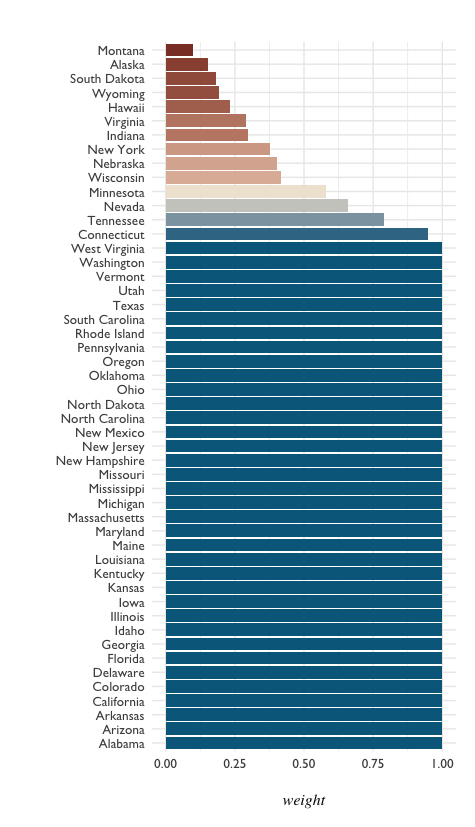 Montana
Alaska
South Dakota
Wyoming
Hawaii
Virginia
Indiana
New York
Nebraska
Wisconsin
Minnesota
Nevada
Tennessee
Connecticut
West Virginia
Washington
Vermont
Utah
Texas
South Carolina
Rhode Island
Pennsylvania
Oregon
Oklahoma
Ohio
North Dakota
North Carolina
New Mexico
New Jersey
New Hampshire
Missouri
Mississippi
Michigan
Massachusetts
Maryland
Maine
Louisiana
Kentucky
Kansas
Iowa
Illinois
Idaho
Georgia
Florida
Delaware
Colorado
California
Arkansas
Arizona
Alabama
0.00 0.25 0.50 0.75 1.00
weight